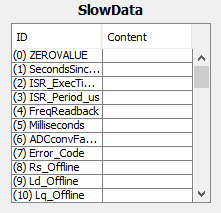 SlowData
ID Content
(0) ZEROVALUE
(1) SecondsSinc...
(2) ISR_ExecTi...
(3) ISR_Period_us
(4) FreqReadback
(5) Milliseconds
(6) ADCconvFa...
(7) Error_Code
(8) Rs_Offline
(9) Ld_Offline
(10) Lq_Offline